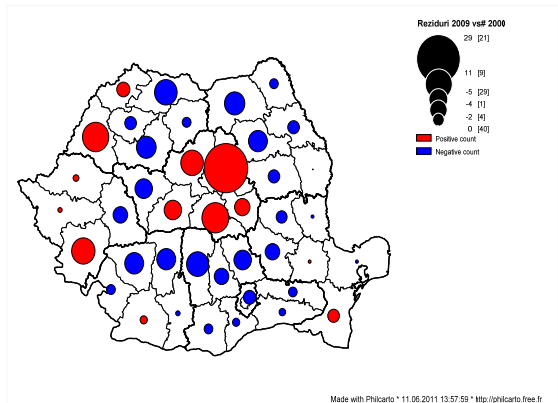 Reziduri 2009 vs# 2000
29 [21]
11 [9]
-5 [29]
-4 [1]
-2 [4]
0 [40]
Positive count
Negative count
Made with Philcarto * 11.06.2011 13:57:59 * http://philcarto.free.fr